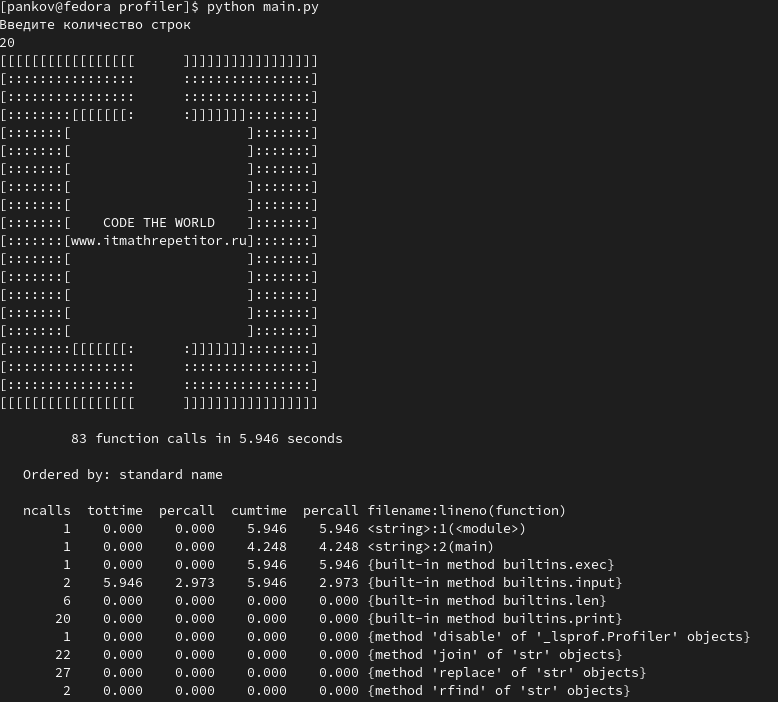 [pankov@fedora profiler]$ python main.py
Введите количество строк
20
[[[[[[[[[[[[[[[[[      ]]]]]]]]]]]]]]]]]
[::::::::::::::::      ::::::::::::::::]
[::::::::::::::::      ::::::::::::::::]
[::::::::[[[[[[[:      :]]]]]]]::::::::]
[:::::::[                      ]:::::::]
[:::::::[                      ]:::::::]
[:::::::[                      ]:::::::]
[:::::::[                      ]:::::::]
[:::::::[                      ]:::::::]
[:::::::[    CODE THE WORLD    ]:::::::]
[:::::::[www.itmathrepetitor.ru]:::::::]
[:::::::[                      ]:::::::]
[:::::::[                      ]:::::::]
[:::::::[                      ]:::::::]
[:::::::[                      ]:::::::]
[:::::::[                      ]:::::::]
[::::::::[[[[[[[:      :]]]]]]]::::::::]
[::::::::::::::::      ::::::::::::::::]
[::::::::::::::::      ::::::::::::::::]
[[[[[[[[[[[[[[[[[      ]]]]]]]]]]]]]]]]]
         83 function calls in 5.946 seconds
   Ordered by: standard name
   ncalls  tottime  percall  cumtime  percall filename:lineno(function)
        1    0.000    0.000    5.946    5.946 <string>:1(<module>)
        1    0.000    0.000    4.248    4.248 <string>:2(main)
        1    0.000    0.000    5.946    5.946 {built-in method builtins.exec}
        2    5.946    2.973    5.946    2.973 {built-in method builtins.input}
        6    0.000    0.000    0.000    0.000 {built-in method builtins.len}
       20    0.000    0.000    0.000    0.000 {built-in method builtins.print}
        1    0.000    0.000    0.000    0.000 {method 'disable' of '_lsprof.Profiler' objects}
       22    0.000    0.000    0.000    0.000 {method 'join' of 'str' objects}
       27    0.000    0.000    0.000    0.000 {method 'replace' of 'str' objects}
        2    0.000    0.000    0.000    0.000 {method 'rfind' of 'str' objects}